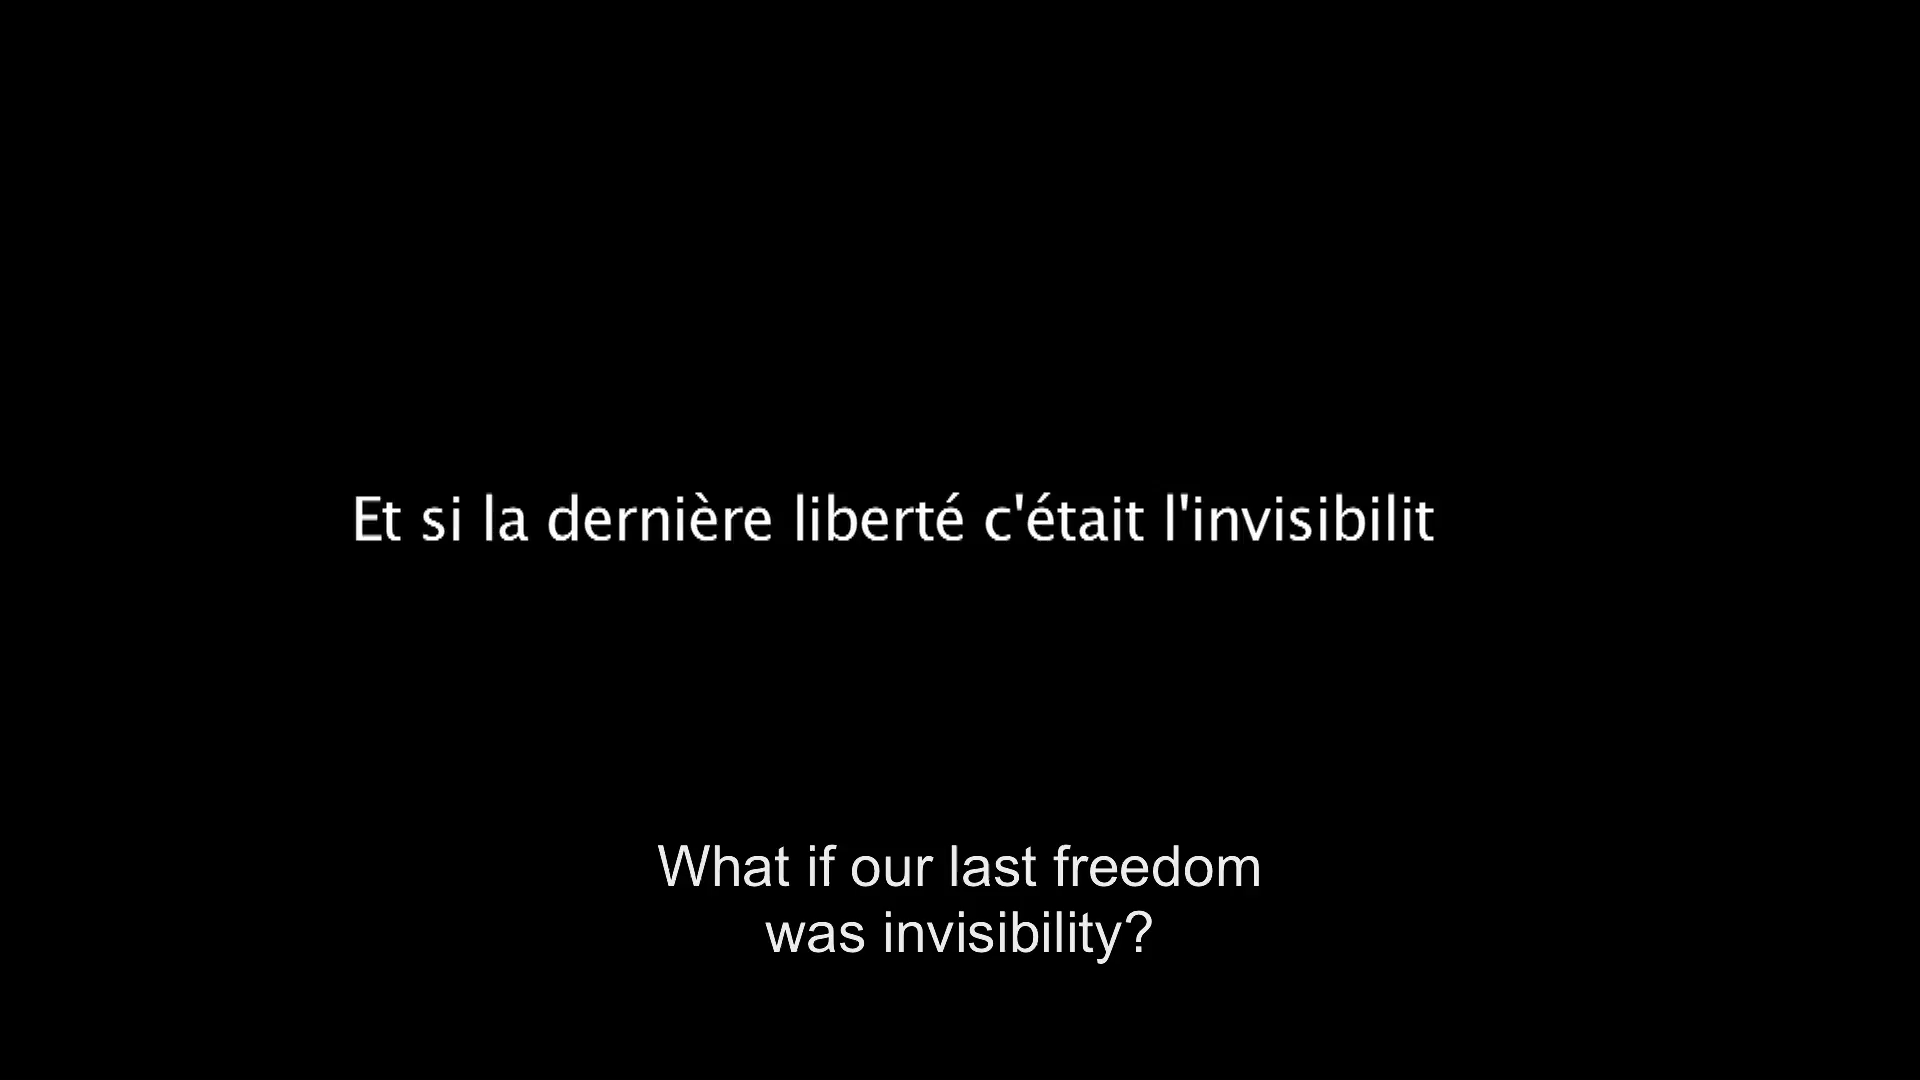 Et si la dernière liberté c'était l'invisibilit
What if our last freedom
was invisibility?